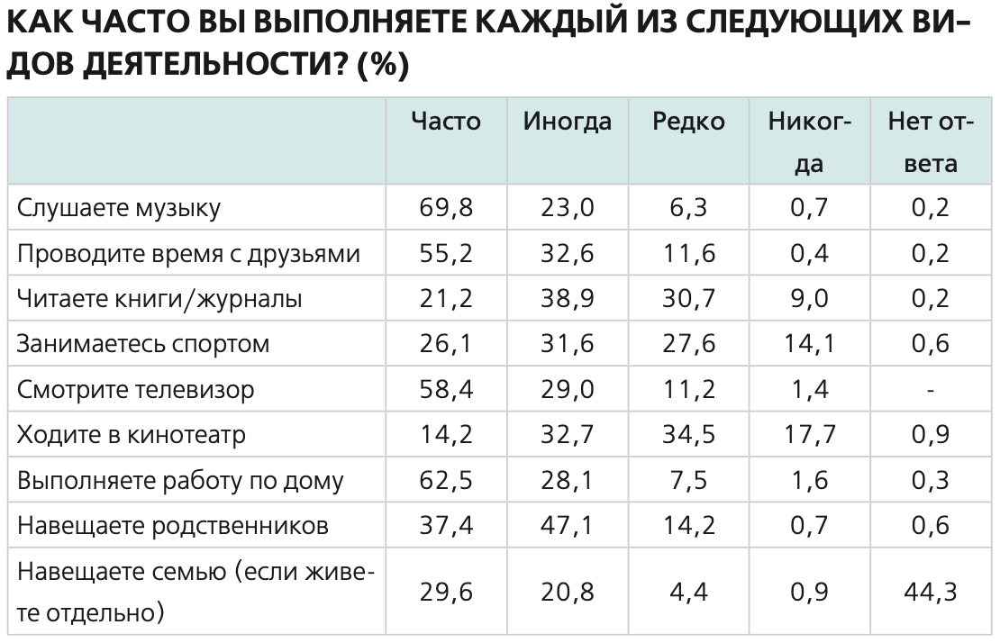 КАК ЧАСТО ВЫ ВЫПОЛНЯЕТЕ КАЖДЫЙ ИЗ СЛЕДУЮЩИХ ВИ–
ДОВ ДЕЯТЕЛЬНОСТИ? (%)
Часто Иногда Редко Никог-
да Нет от-
вета
Слушаете музыку 69,8 23,0 6,3 0,7 0,2
Проводите время с друзьями 55,2 32,6 11,6 0,4 0,2
Читаете книги/журналы 21,2 38,9 30,7 9,0 0,2
Занимаетесь спортом 26,1 31,6 27,6 14,1 0,6
Смотрите телевизор 58,4 29,0 11,2 1,4 -
Ходите в кинотеатр 14,2 32,7 34,5 17,7 0,9
Выполняете работу по дому 62,5 28,1 7,5 1,6 0,3
Навещаете родственников 37,4 47,1 14,2 0,7 0,6
Навещаете семью (если живе-
те отдельно) 29,6 20,8 4,4 0,9 44,3